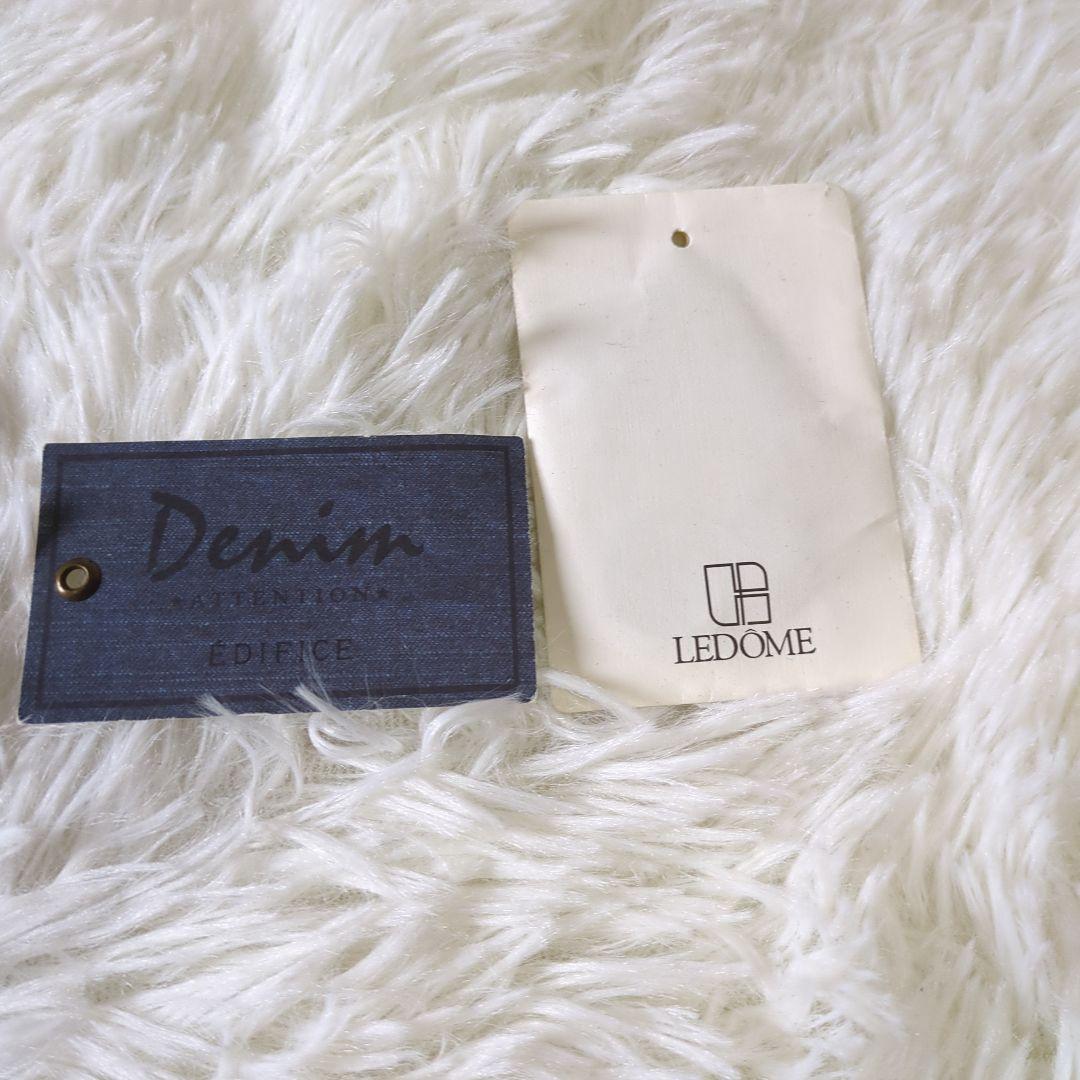 Denim
★ATTENTION★
ÉDIFICE
LEDÔME